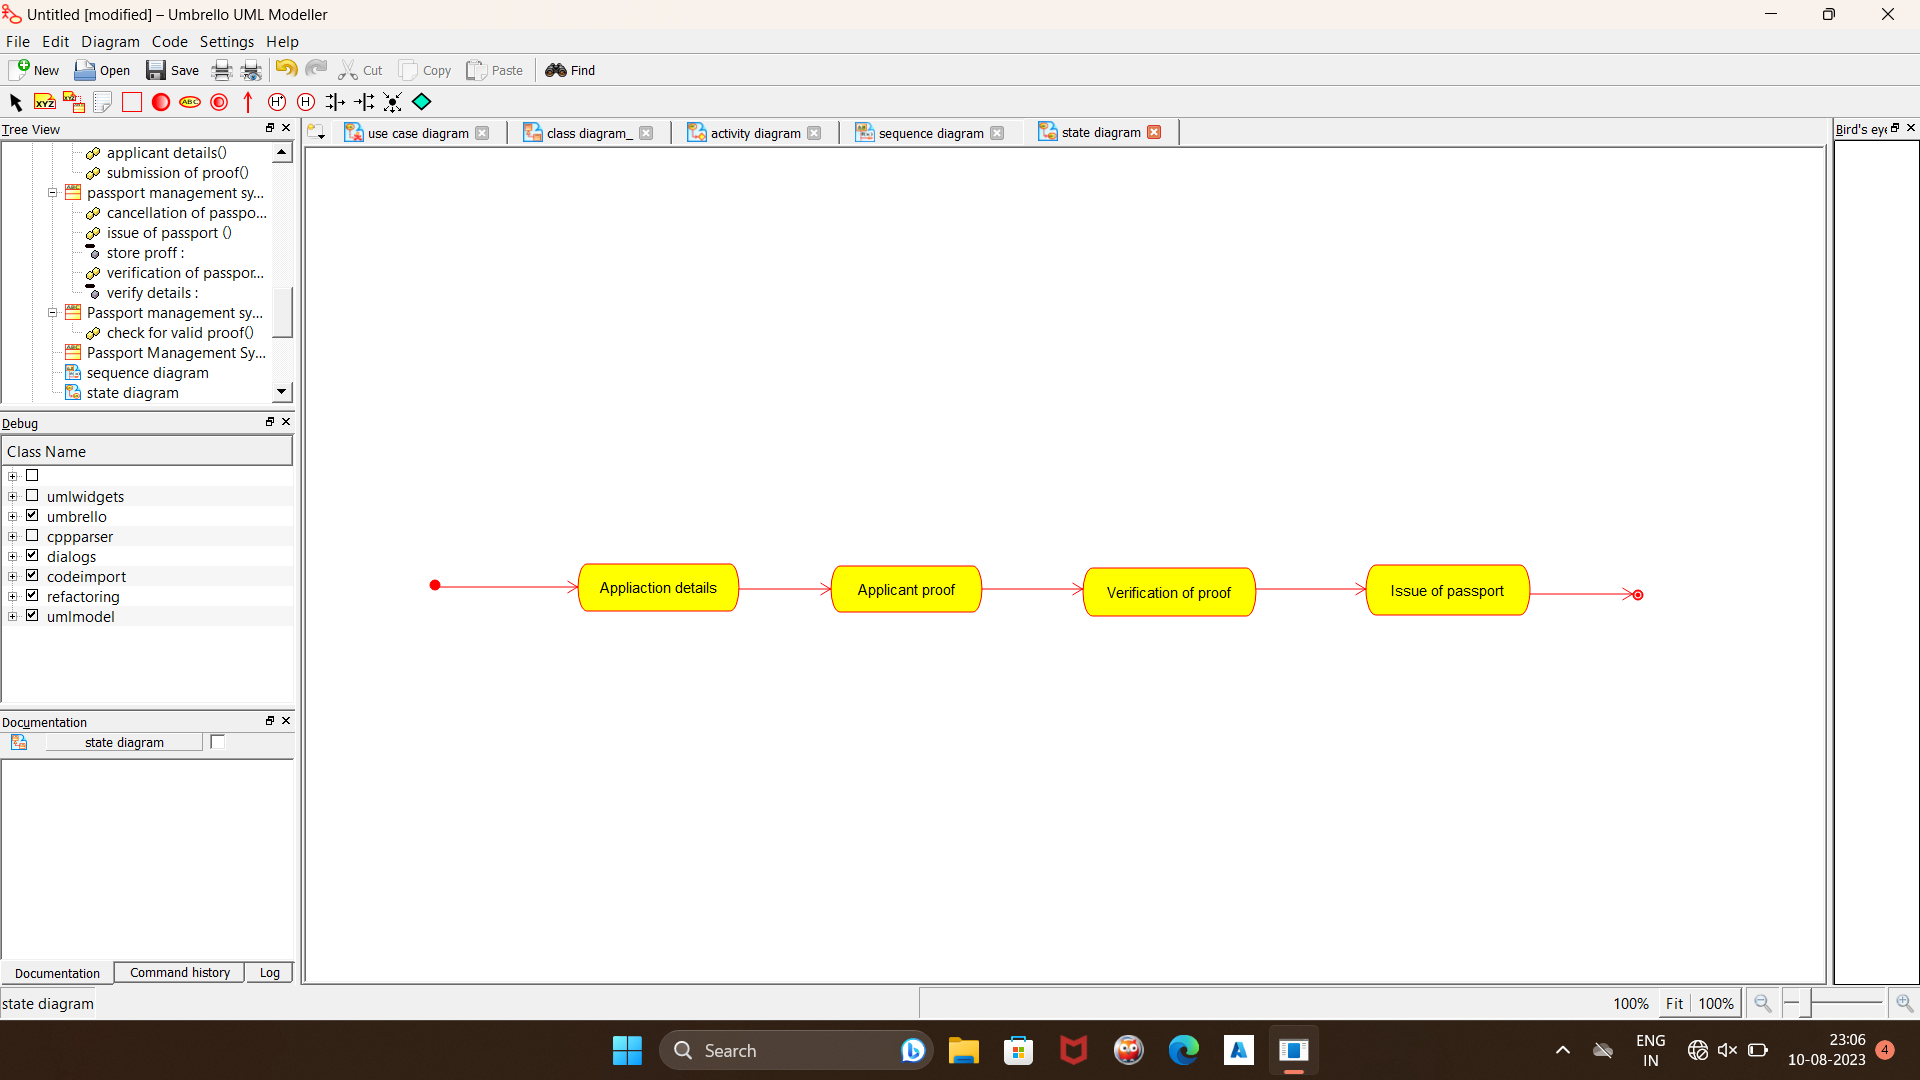 Untitled [modified] – Umbrello UML Modeller
File Edit Diagram Code Settings Help
New Open Save Cut Copy Paste Find
XYZ XYZ ABC H* H
Tree View
use case diagram class diagram_ activity diagram sequence diagram state diagram
Bird's eye
applicant details()
submission of proof()
passport management sy...
cancellation of passpo...
issue of passport ()
store proff :
verification of passpor...
verify details :
Passport management sy...
check for valid proof()
Passport Management Sy...
sequence diagram
state diagram
Debug
Class Name
umlwidgets
umbrello
cppparser
dialogs
codeimport
refactoring
umlmodel
Appliaction details Applicant proof Verification of proof Issue of passport
Documentation
state diagram
Documentation Command history Log
state diagram
100% Fit 100%
Search
ENG
IN
23:06
10-08-2023
4